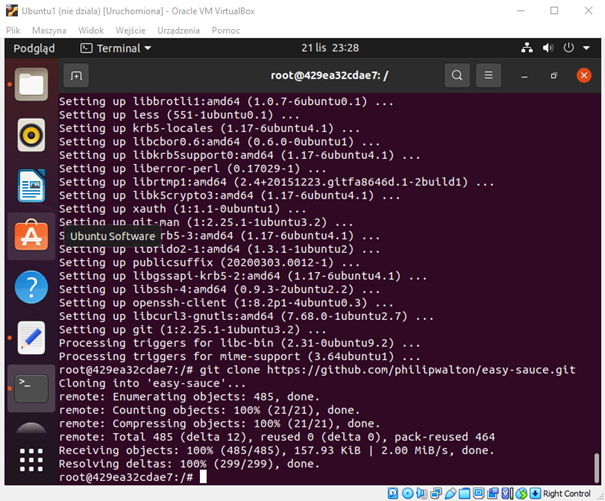 Ubuntu1 (nie dziala) [Uruchomiona] - Oracle VM VirtualBox
Plik Maszyna Widok Wejście Urządzenia Pomoc
Podgląd Terminal 21 lis 23:28
root@429ea32cdae7: /
Setting up libbrotli1:amd64 (1.0.7-6ubuntu0.1) ...
Setting up less (551-1ubuntu0.1) ...
Setting up krb5-locales (1.17-6ubuntu4.1) ...
Setting up libcbor0.6:amd64 (0.6.0-0ubuntu1) ...
Setting up libkrb5support0:amd64 (1.17-6ubuntu4.1) ...
Setting up liberror-perl (0.17029-1) ...
Setting up librtmp1:amd64 (2.4+20151223.gitfa8646d.1-2build1) ...
Setting up libk5crypto3:amd64 (1.17-6ubuntu4.1) ...
Setting up xauth (1:1.1-0ubuntu1) ...
Setting up git-man (1:2.25.1-1ubuntu3.2) ...
S Ubuntu Software rb5-3:amd64 (1.17-6ubuntu4.1) ...
Setting up libfido2-1:amd64 (1.3.1-1ubuntu2) ...
Setting up publicsuffix (20200303.0012-1) ...
Setting up libgssapi-krb5-2:amd64 (1.17-6ubuntu4.1) ...
Setting up libssh-4:amd64 (0.9.3-2ubuntu2.2) ...
Setting up openssh-client (1:8.2p1-4ubuntu0.3) ...
Setting up libcurl3-gnutls:amd64 (7.68.0-1ubuntu2.7) ...
Setting up git (1:2.25.1-1ubuntu3.2) ...
Processing triggers for libc-bin (2.31-0ubuntu9.2) ...
Processing triggers for mime-support (3.64ubuntu1) ...
root@429ea32cdae7:/# git clone https://github.com/philipwalton/easy-sauce.git
Cloning into 'easy-sauce'...
remote: Enumerating objects: 485, done.
remote: Counting objects: 100% (21/21), done.
remote: Compressing objects: 100% (21/21), done.
remote: Total 485 (delta 12), reused 0 (delta 0), pack-reused 464
Receiving objects: 100% (485/485), 157.93 KiB | 2.00 MiB/s, done.
Resolving deltas: 100% (299/299), done.
root@429ea32cdae7:/#
Right Control